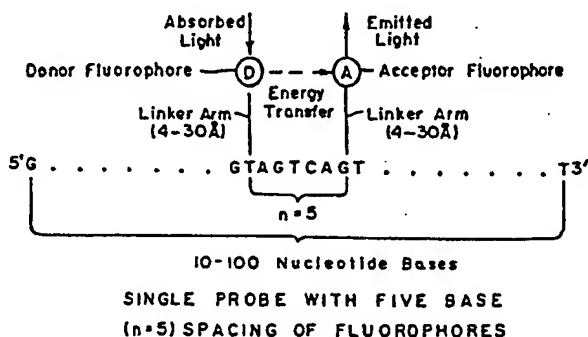 Absorbed Emitted
Light Light
Donor Fluorophore D A Acceptor Fluorophore
Energy
Transfer
Linker Arm Linker Arm
(4-30Å) (4-30Å)
5'G . . . . . . . . GTAGTCAGT . . . . . . . . T3'
n=5
10-100 Nucleotide Bases
SINGLE PROBE WITH FIVE BASE
(n=5) SPACING OF FLUOROPHORES